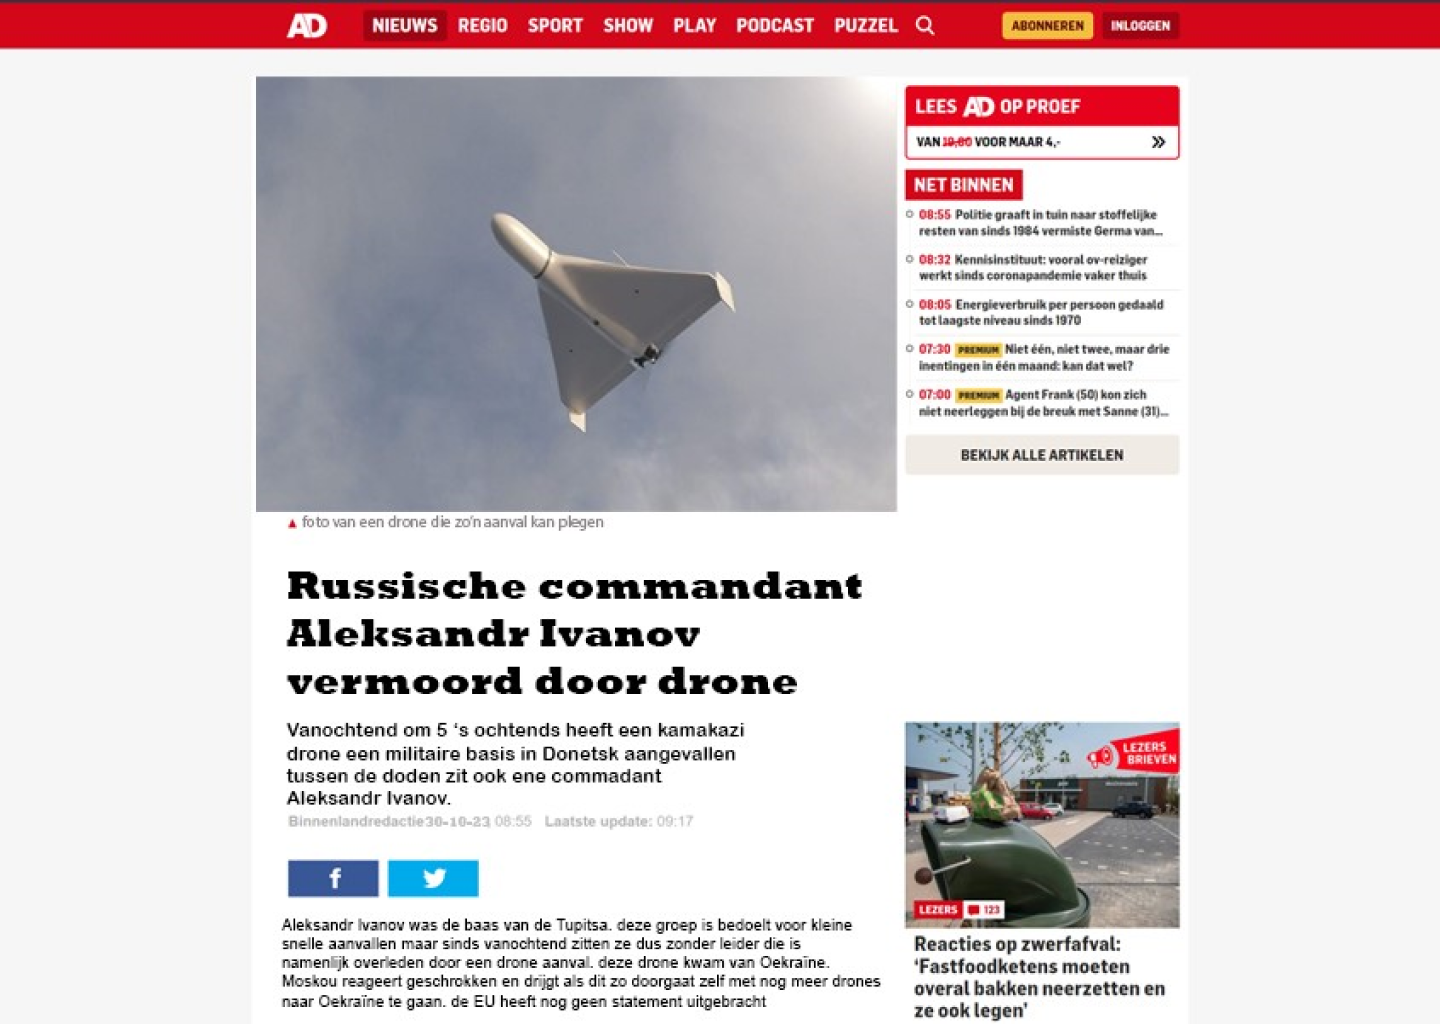 AD NIEUWS REGIO SPORT SHOW PLAY PODCAST PUZZEL ABONNEREN INLOGGEN
LEES AD OP PROEF
VAN 19,80 VOOR MAAR 4,-
NET BINNEN
08:55 Politie graaft in tuin naar stoffelijke
resten van sinds 1984 vermiste Germa van...
08:32 Kennisinstituut: vooral ov-reiziger
werkt sinds coronapandemie vaker thuis
08:05 Energieverbruik per persoon gedaald
tot laagste niveau sinds 1970
07:30 PREMIUM Niet één, niet twee, maar drie
inentingen in één maand: kan dat wel?
07:00 PREMIUM Agent Frank (50) kon zich
niet neerleggen bij de breuk met Sanne (31)...
BEKIJK ALLE ARTIKELEN
foto van een drone die zo'n aanval kan plegen
Russische commandant
Aleksandr Ivanov
vermoord door drone
Vanochtend om 5 ‘s ochtends heeft een kamakazi
drone een militaire basis in Donetsk aangevallen
tussen de doden zit ook ene commadant
Aleksandr Ivanov.
Binnenlandredactie 30-10-23 08:55 Laatste update: 09:17
f
Aleksandr Ivanov was de baas van de Tupitsa. deze groep is bedoelt voor kleine
snelle aanvallen maar sinds vanochtend zitten ze dus zonder leider die is
namenlijk overleden door een drone aanval. deze drone kwam van Oekraïne.
Moskou reageert geschrokken en drijgt als dit zo doorgaat zelf met nog meer drones
naar Oekraïne te gaan. de EU heeft nog geen statement uitgebracht
LEZERS
BRIEVEN
LEZERS 123
Reacties op zwerfafval:
‘Fastfoodketens moeten
overal bakken neerzetten en
ze ook legen’